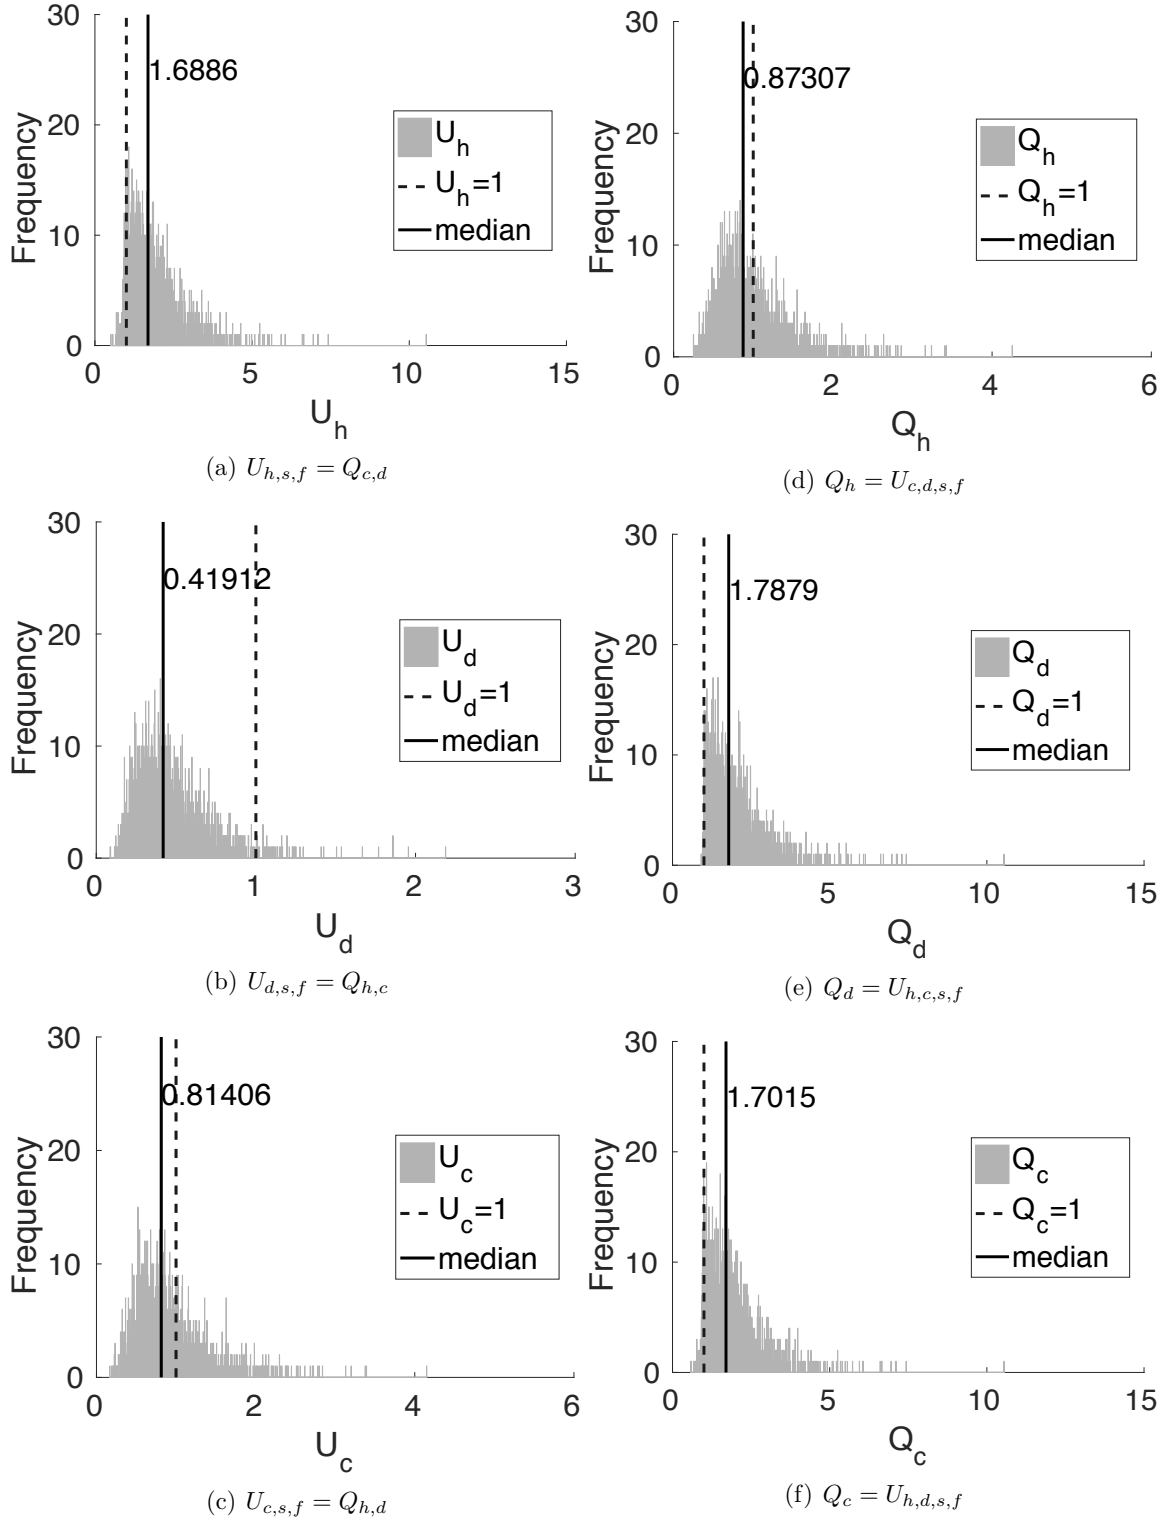 30
20
10
0
Frequency
1.6886
U_h
U_h=1
median
0 5 10 15
U_h
(a) U_{h,s,f} = Q_{c,d}
30
20
10
0
Frequency
0.87307
Q_h
Q_h=1
median
0 2 4 6
Q_h
(d) Q_h = U_{c,d,s,f}
30
20
10
0
Frequency
0.41912
U_d
U_d=1
median
0 1 2 3
U_d
(b) U_{d,s,f} = Q_{h,c}
30
20
10
0
Frequency
1.7879
Q_d
Q_d=1
median
0 5 10 15
Q_d
(e) Q_d = U_{h,c,s,f}
30
20
10
0
Frequency
0.81406
U_c
U_c=1
median
0 2 4 6
U_c
(c) U_{c,s,f} = Q_{h,d}
30
20
10
0
Frequency
1.7015
Q_c
Q_c=1
median
0 5 10 15
Q_c
(f) Q_c = U_{h,d,s,f}